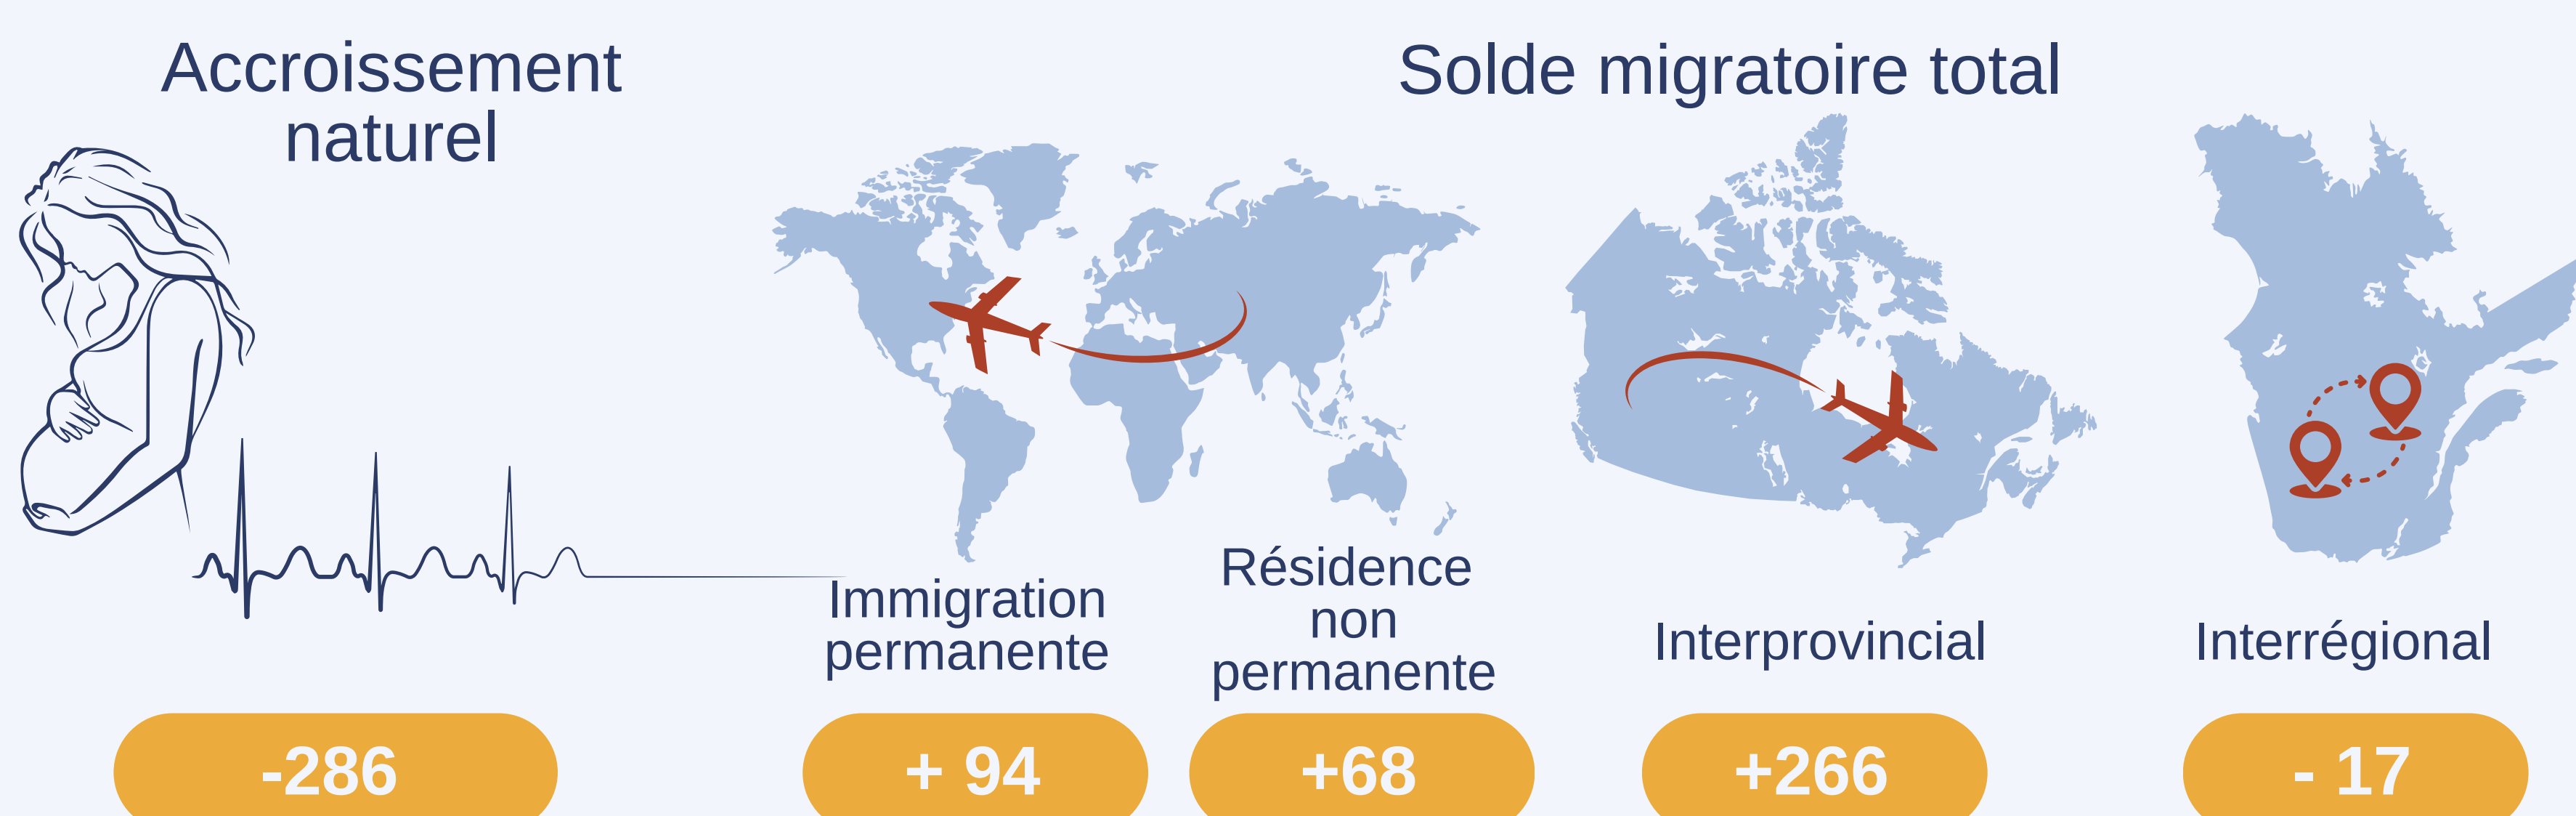 Accroissement
naturel
Solde migratoire total
Immigration
permanente
Résidence
non
permanente
Interprovincial
Interrégional
-286
+ 94
+68
+266
- 17